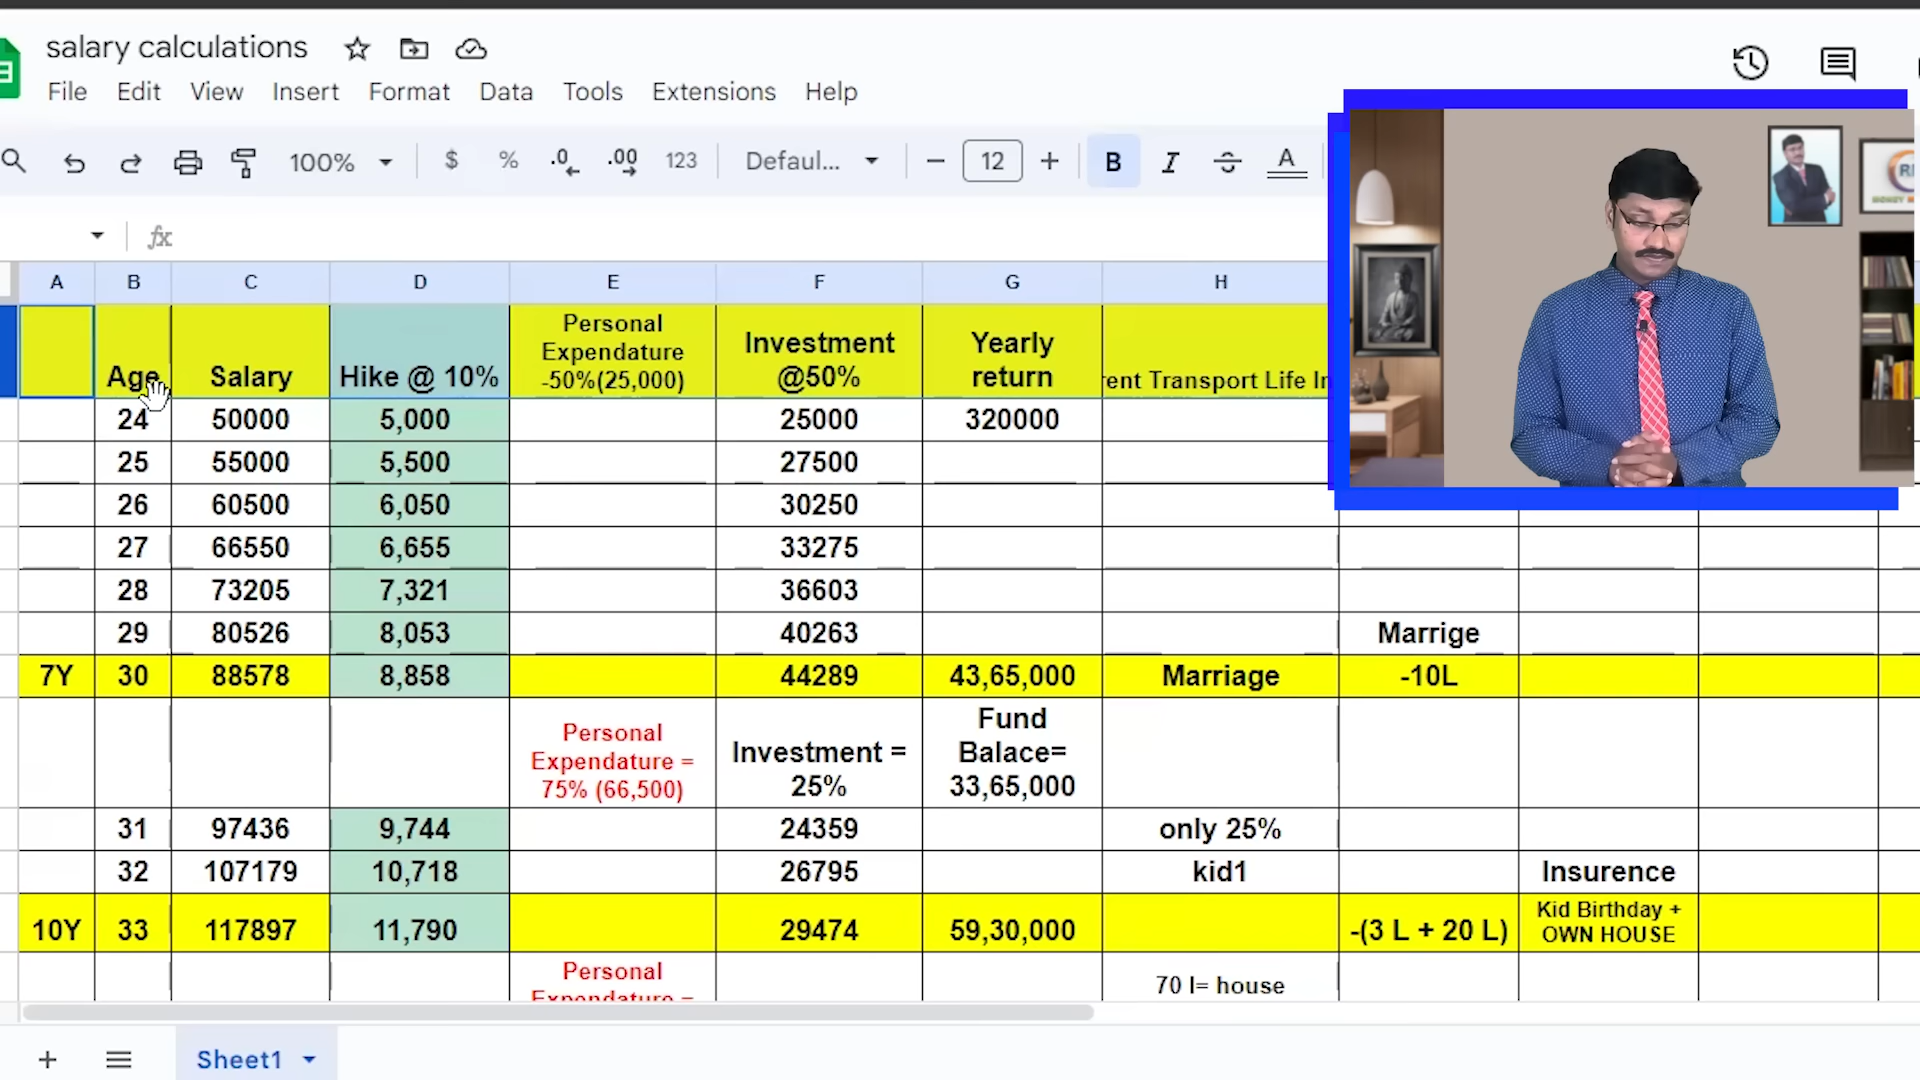 salary calculations
File Edit View Insert Format Data Tools Extensions Help
100% $ % .0 .00 123 Defaul... 12 B I S A
fx
A B C D E F G H
Age Salary Hike @ 10% Personal Expendature -50%(25,000) Investment @50% Yearly return ent Transport Life In
24 50000 5,000 25000 320000
25 55000 5,500 27500
26 60500 6,050 30250
27 66550 6,655 33275
28 73205 7,321 36603
29 80526 8,053 40263 Marrige
7Y 30 88578 8,858 44289 43,65,000 Marriage -10L
Personal Expendature = 75% (66,500) Investment = 25% Fund Balace= 33,65,000
31 97436 9,744 24359 only 25%
32 107179 10,718 26795 kid1 Insurence
10Y 33 117897 11,790 29474 59,30,000 -(3 L + 20 L) Kid Birthday + OWN HOUSE
Personal Expendature = 70 l= house
Sheet1